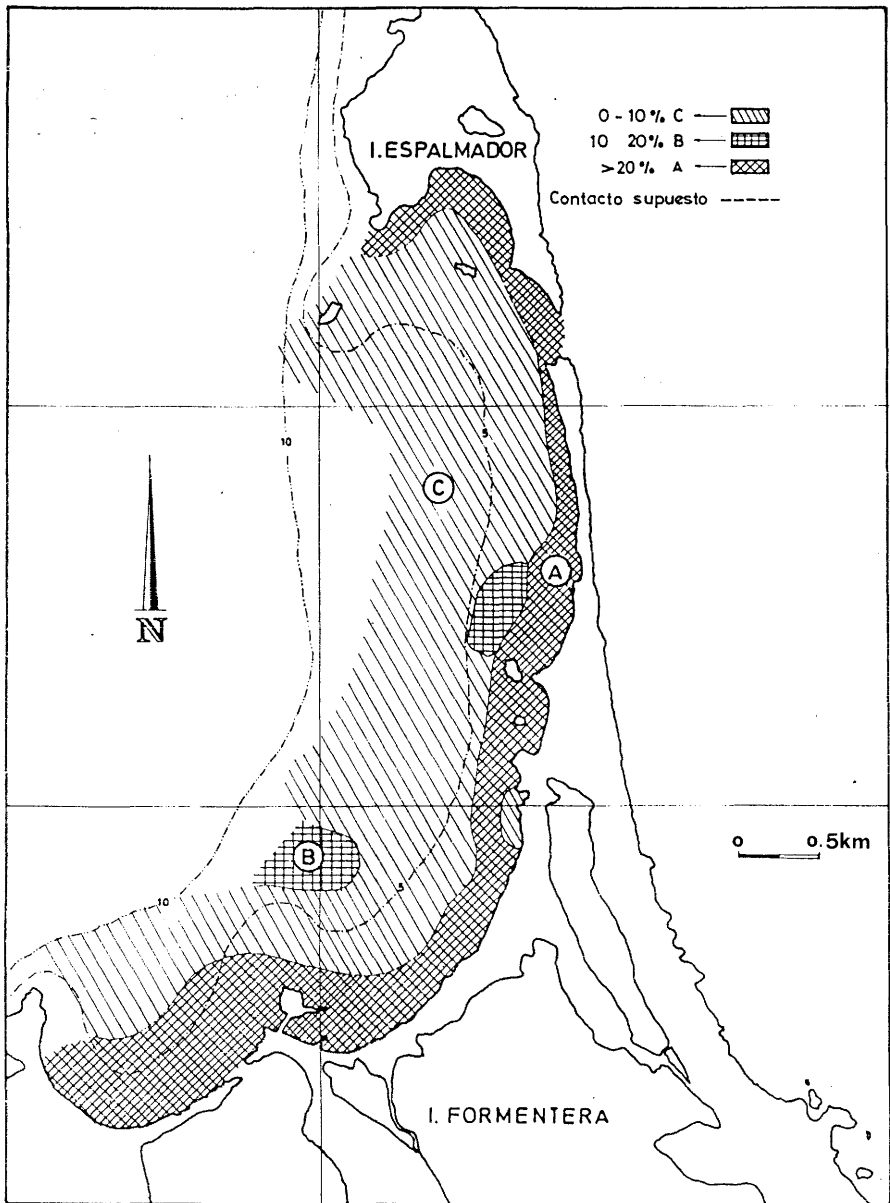 0 - 10 % C
I. ESPALMADOR
10 20 % B
> 20 % A
Contacto supuesto
10
5
C
A
N
0 0.5km
B
5
10
I. FORMENTERA